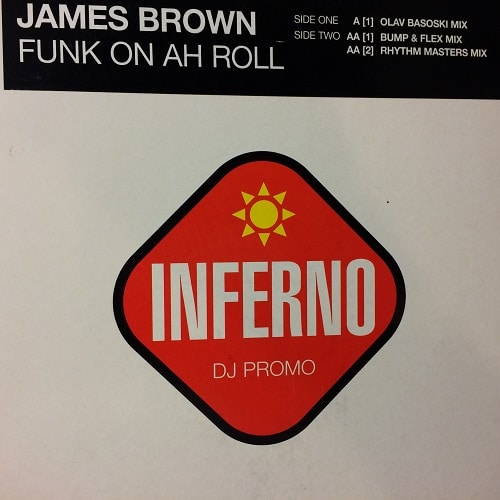 JAMES BROWN
FUNK ON AH ROLL
SIDE ONE A [1] OLAV BASOSKI MIX
SIDE TWO AA [1] BUMP & FLEX MIX
AA [2] RHYTHM MASTERS MIX
INFERNO
DJ PROMO